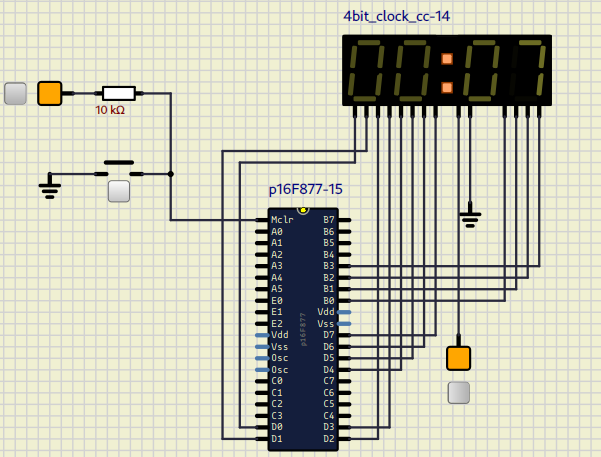 4bit_clock_cc-14
10 kΩ
p16F877-15
Mclr B7
A0 B6
A1 B5
A2 B4
A3 B3
A4 B2
A5 B1
E0 B0
E1 Vdd
E2 Vss
Vdd D7
Vss D6
Osc D5
Osc D4
C0 C7
C1 C6
C2 C5
C3 C4
D0 D3
D1 D2
p16F877